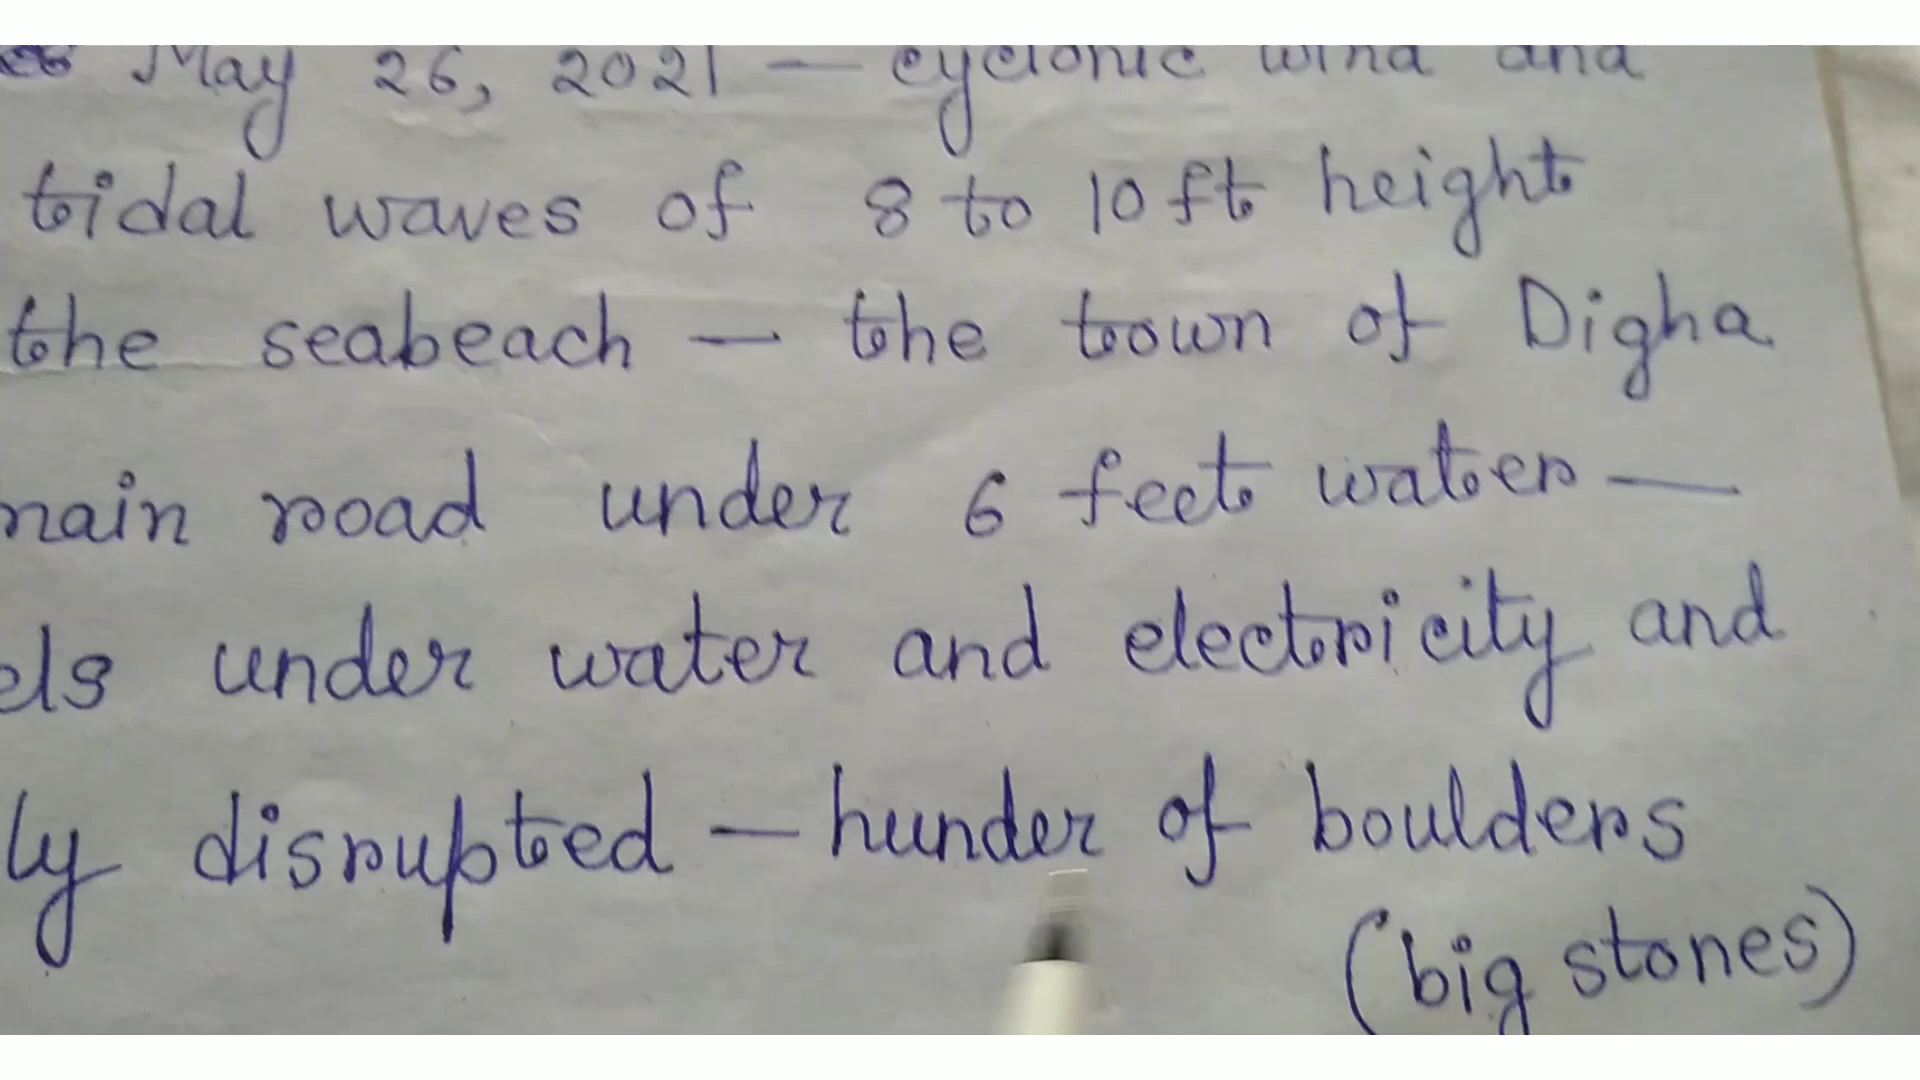 May 26, 2021 — cyclonic wind and
tidal waves of 8 to 10 ft height
the seabeach — the town of Digha
main road under 6 feet water —
els under water and electricity and
ly disrupted — hunder of boulders
(big stones)